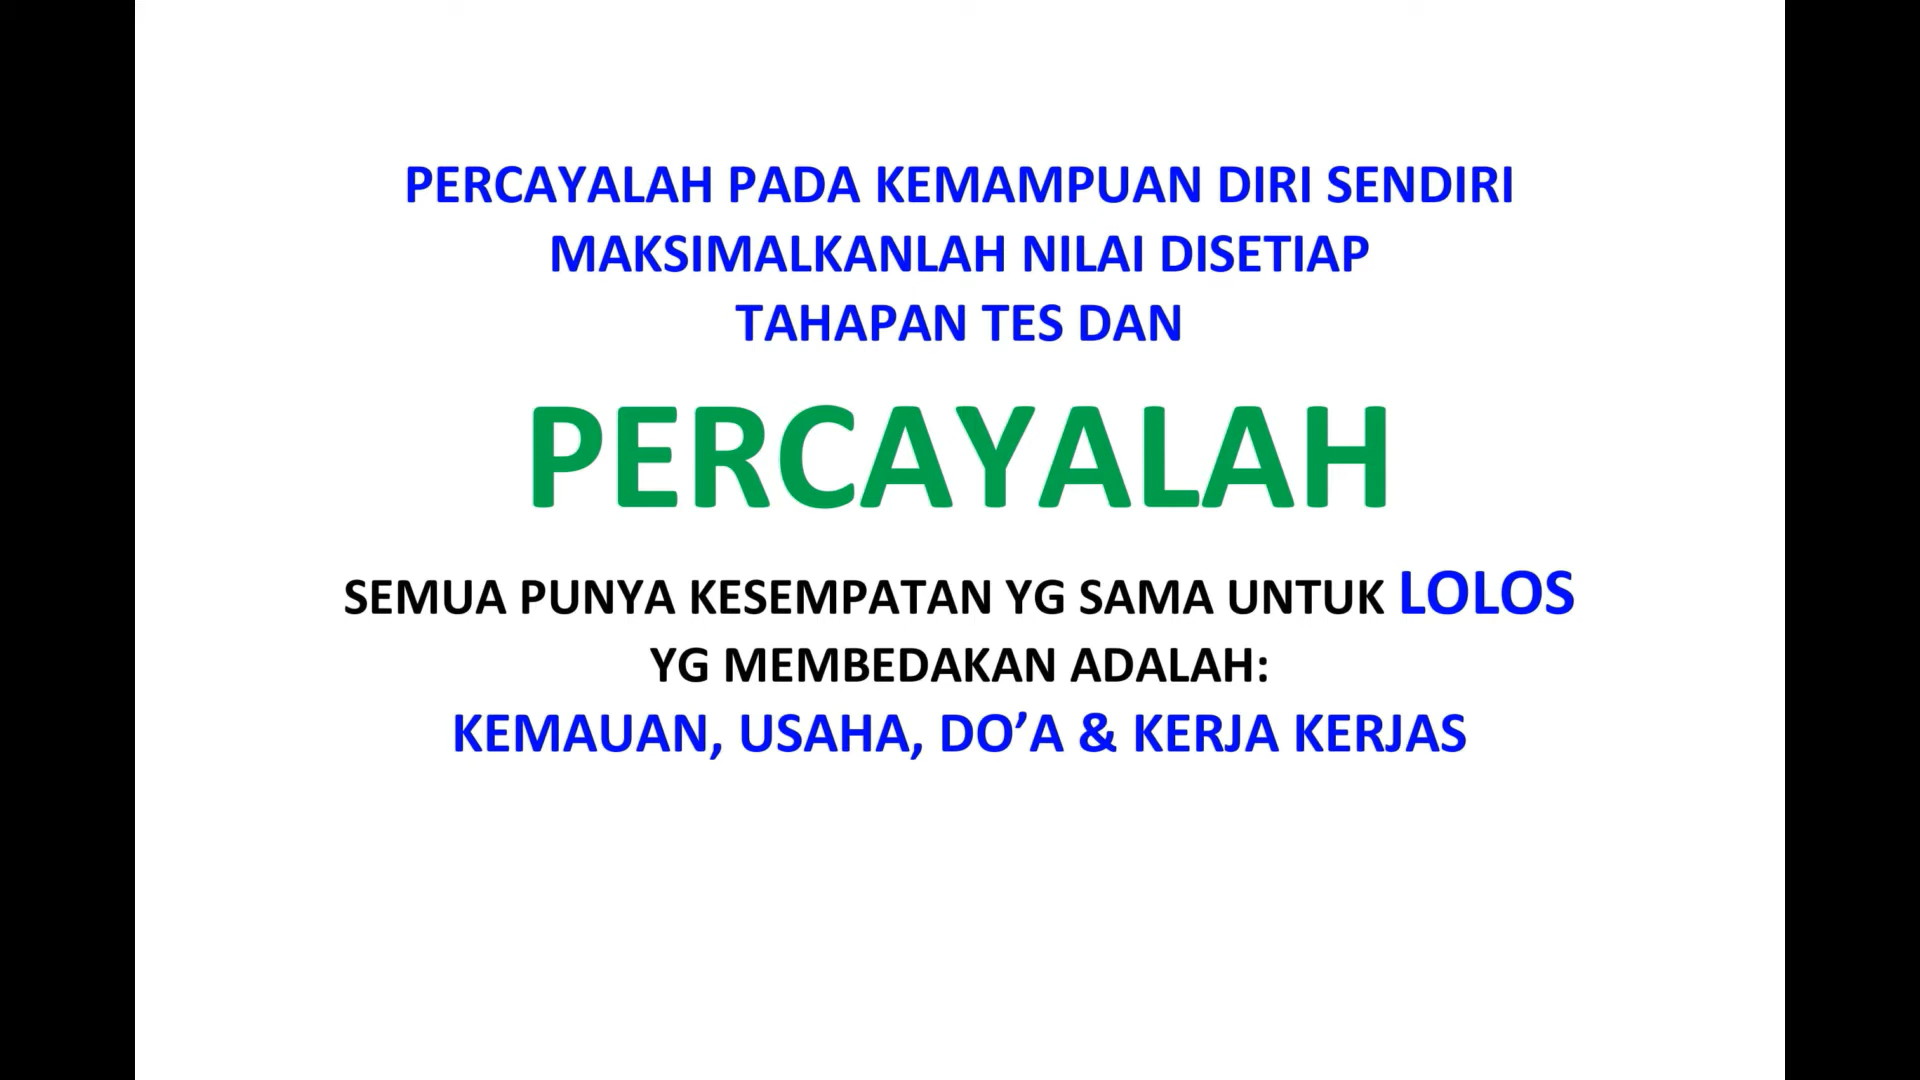 PERCAYALAH PADA KEMAMPUAN DIRI SENDIRI
MAKSIMALKANLAH NILAI DISETIAP
TAHAPAN TES DAN
PERCAYALAH
SEMUA PUNYA KESEMPATAN YG SAMA UNTUK LOLOS
YG MEMBEDAKAN ADALAH:
KEMAUAN, USAHA, DO’A & KERJA KERJAS